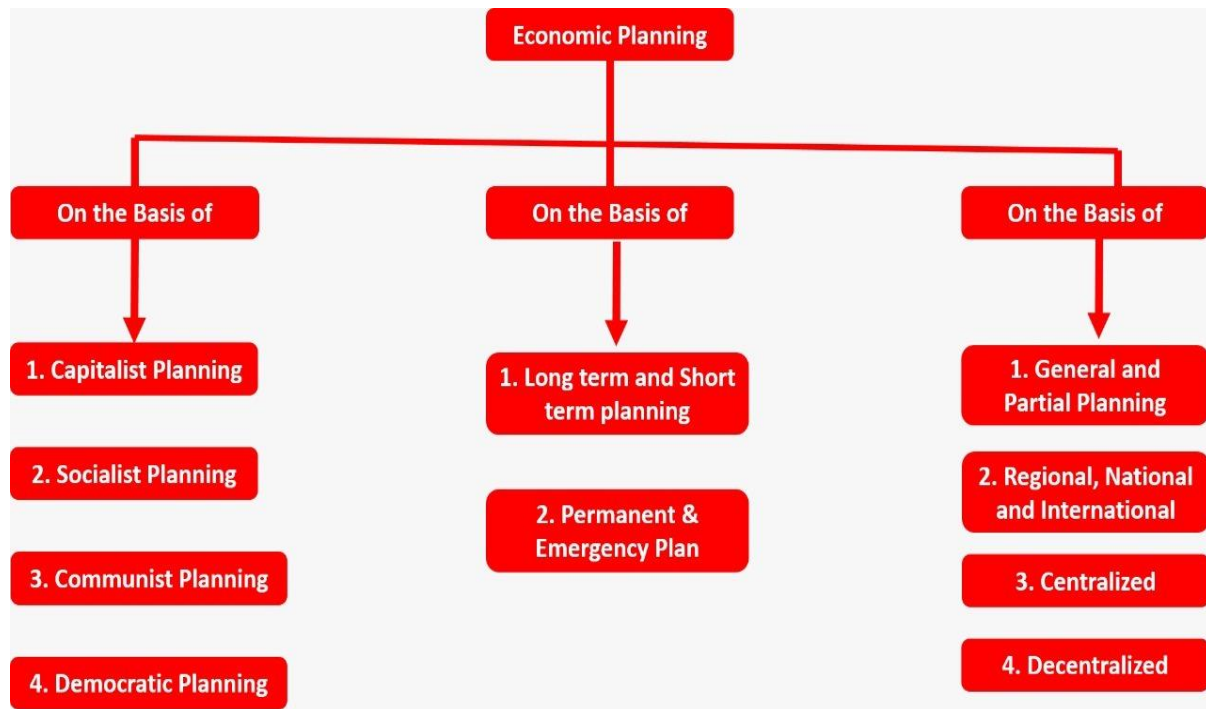 Economic Planning
On the Basis of
On the Basis of
On the Basis of
1. Capitalist Planning
2. Socialist Planning
3. Communist Planning
4. Democratic Planning
1. Long term and Short
term planning
2. Permanent &
Emergency Plan
1. General and
Partial Planning
2. Regional, National
and International
3. Centralized
4. Decentralized